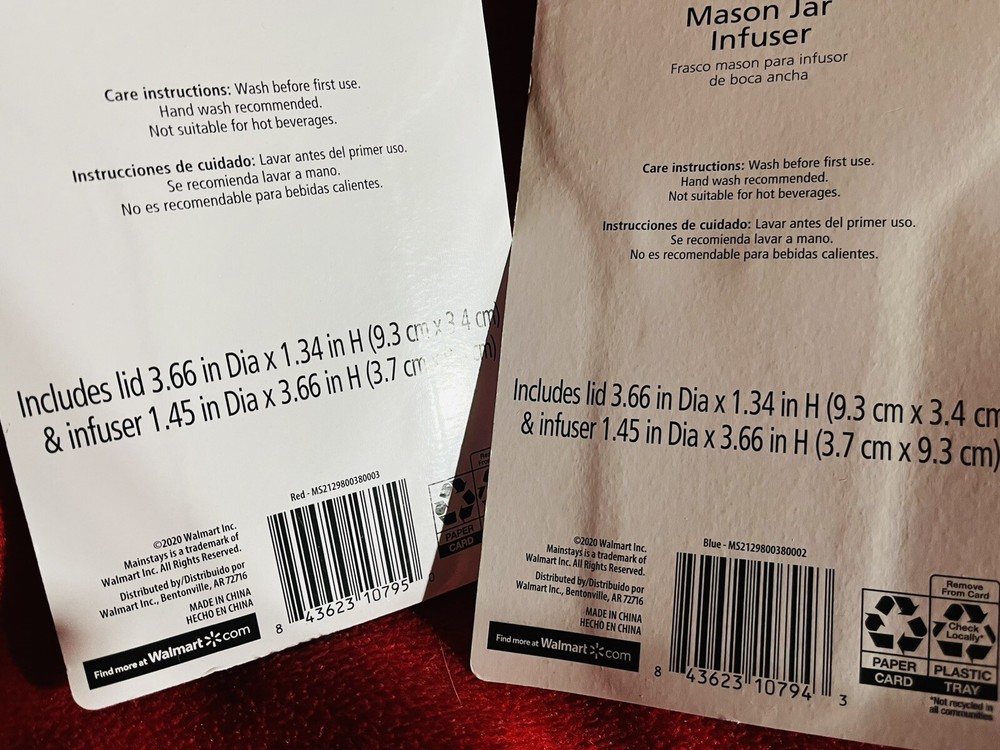 Care instructions: Wash before first use.
Hand wash recommended.
Not suitable for hot beverages.
Instrucciones de cuidado: Lavar antes del primer uso.
Se recomienda lavar a mano.
No es recomendable para bebidas calientes.
Includes lid 3.66 in Dia x 1.34 in H (9.3 cm x 3.4 cm)
& infuser 1.45 in Dia x 3.66 in H (3.7 cm
Red - MS2129800380003
©2020 Walmart Inc.
Mainstays is a trademark of
Walmart Inc. All Rights Reserved.
Distributed by/Distribuido por
Walmart Inc., Bentonville, AR 72716
MADE IN CHINA
HECHO EN CHINA
Find more at Walmart.com
8 43623 10795 0
PAPER
CARD
Mason Jar
Infuser
Frasco mason para infusor
de boca ancha
Care instructions: Wash before first use.
Hand wash recommended.
Not suitable for hot beverages.
Instrucciones de cuidado: Lavar antes del primer uso.
Se recomienda lavar a mano.
No es recomendable para bebidas calientes.
Includes lid 3.66 in Dia x 1.34 in H (9.3 cm x 3.4 cm
& infuser 1.45 in Dia x 3.66 in H (3.7 cm x 9.3 cm)
Blue - MS2129800380002
©2020 Walmart Inc.
Mainstays is a trademark of
Walmart Inc. All Rights Reserved.
Distributed by/Distribuido por
Walmart Inc., Bentonville, AR 72716
MADE IN CHINA
HECHO EN CHINA
Find more at Walmart.com
8 43623 10794 3
Remove
From Card
Check
Locally*
PAPER
CARD
PLASTIC
TRAY
*Not recycled in
all communities